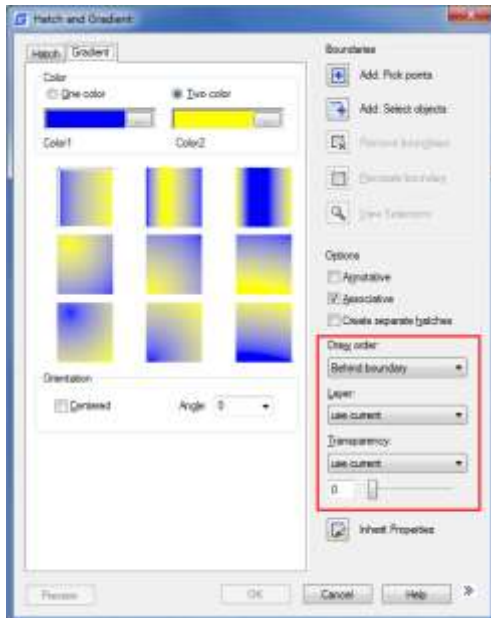 Hatch and Gradient
Hatch
Gradient
Color
One color
Two color
Color1
Color2
Orientation
Centered
Angle: 0
Boundaries
Add: Pick points
Add: Select objects
Remove boundaries
Recreate boundary
View Selections
Options
Annotative
Associative
Create separate hatches
Draw order:
Behind boundary
Layer:
use current
Transparency:
use current
0
Inherit Properties
Preview
OK
Cancel
Help